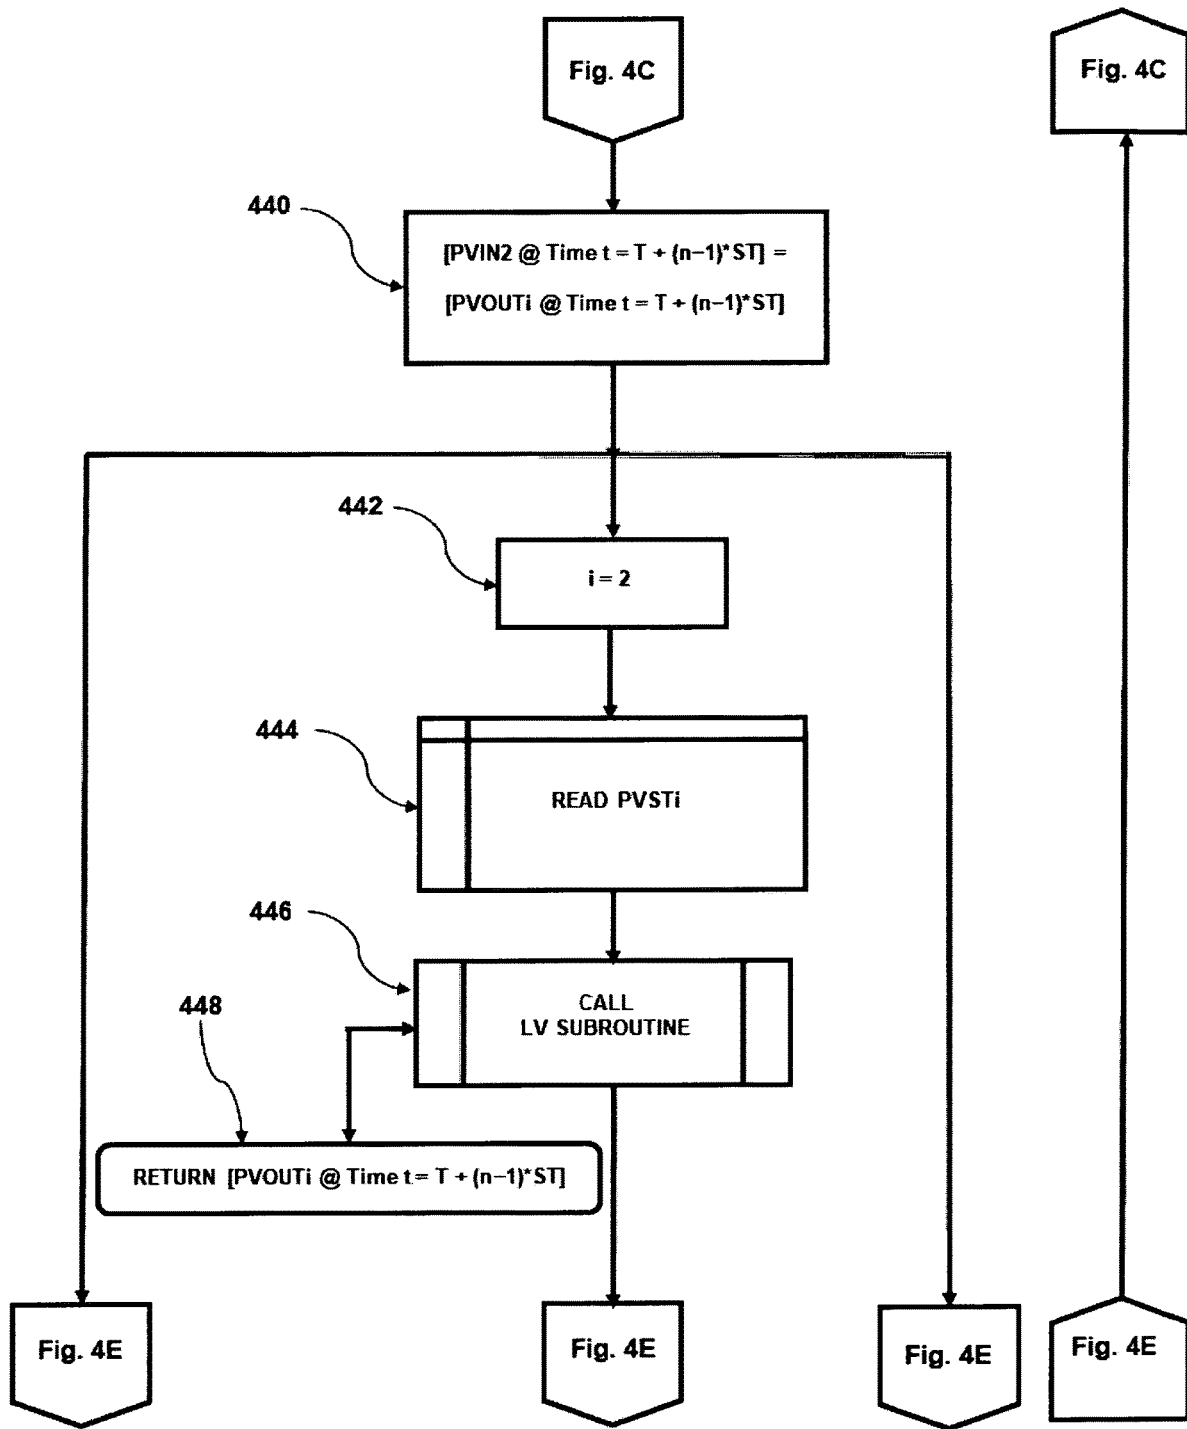 Fig. 4C
Fig. 4C
440
[PVIN2 @ Time t = T + (n−1)*ST] =
[PVOUTi @ Time t = T + (n−1)*ST]
442
i = 2
444
READ PVSTi
446
CALL
LV SUBROUTINE
448
RETURN [PVOUTi @ Time t = T + (n−1)*ST]
Fig. 4E
Fig. 4E
Fig. 4E
Fig. 4E